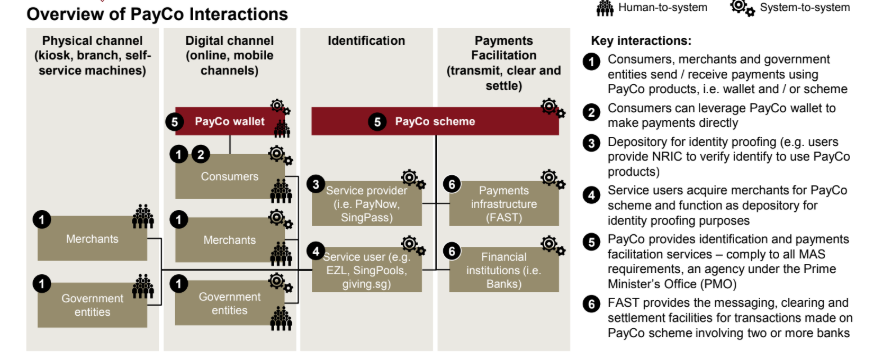 Overview of PayCo Interactions
Human-to-system
System-to-system
Physical channel
(kiosk, branch, self-
service machines)
Digital channel
(online, mobile
channels)
Identification
Payments
Facilitation
(transmit, clear and
settle)
5
PayCo wallet
5
PayCo scheme
1
2
Consumers
3
Service provider
(i.e. PayNow,
SingPass)
6
Payments
infrastructure
(FAST)
1
Merchants
1
Merchants
4
Service user (e.g.
EZL, SingPools,
giving.sg)
6
Financial
institutions (i.e.
Banks)
1
Government
entities
1
Government
entities
Key interactions:
1
Consumers, merchants and government
entities send / receive payments using
PayCo products, i.e. wallet and / or scheme
2
Consumers can leverage PayCo wallet to
make payments directly
3
Depository for identity proofing (e.g. users
provide NRIC to verify identify to use PayCo
products)
4
Service users acquire merchants for PayCo
scheme and function as depository for
identity proofing purposes
5
PayCo provides identification and payments
facilitation services – comply to all MAS
requirements, an agency under the Prime
Minister's Office (PMO)
6
FAST provides the messaging, clearing and
settlement facilities for transactions made on
PayCo scheme involving two or more banks